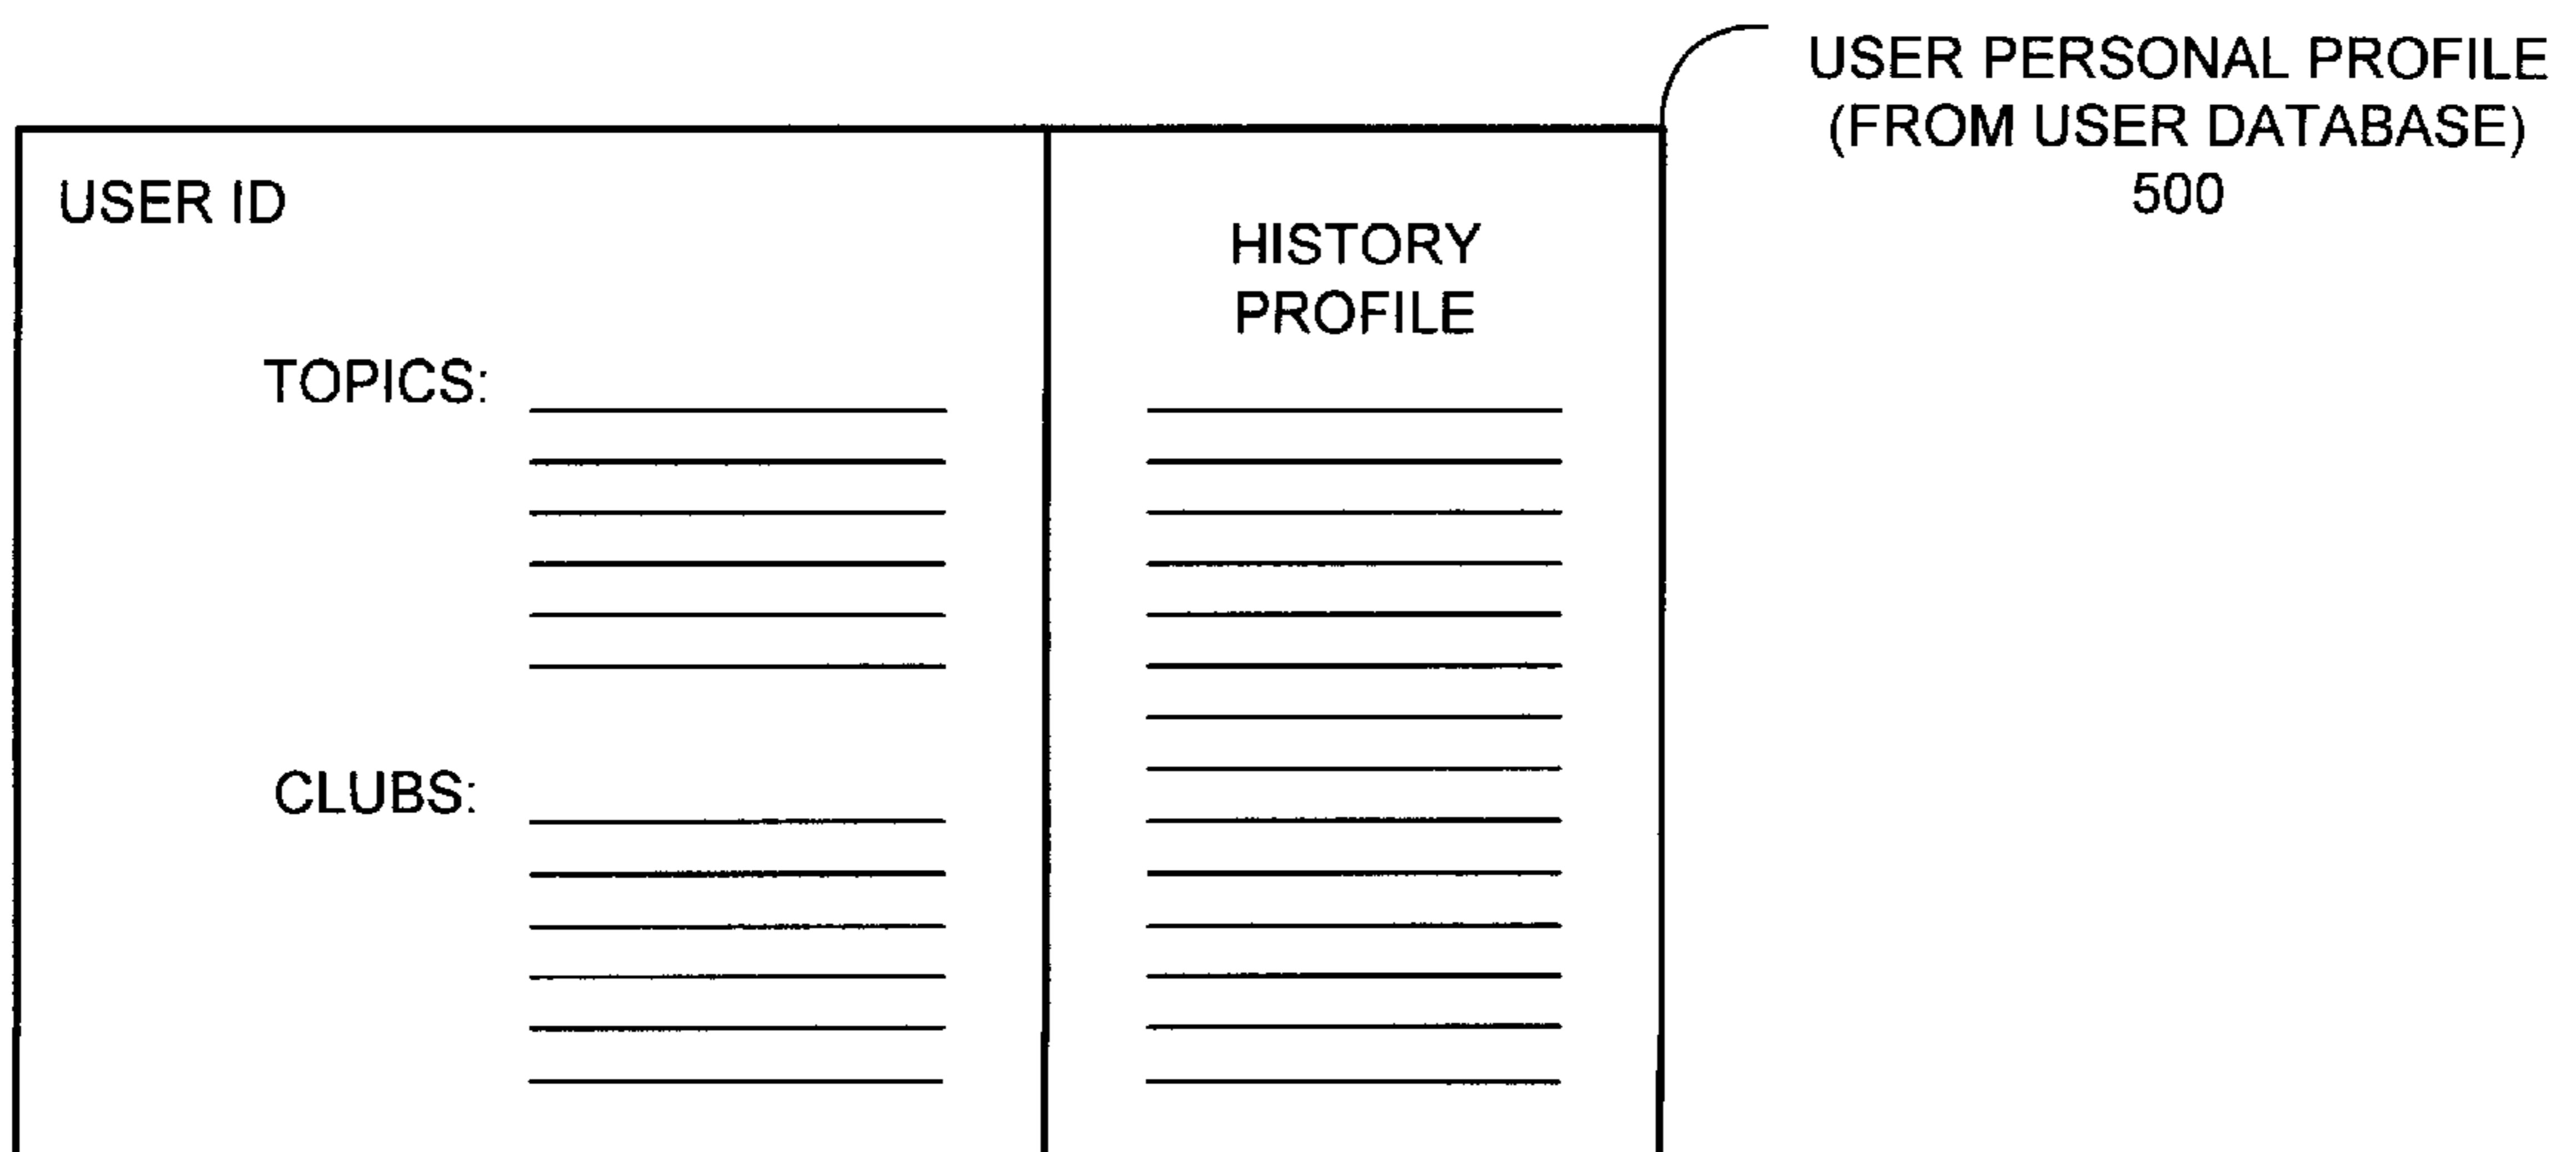 USER PERSONAL PROFILE
(FROM USER DATABASE)
500
USER ID
TOPICS:
CLUBS:
HISTORY
PROFILE